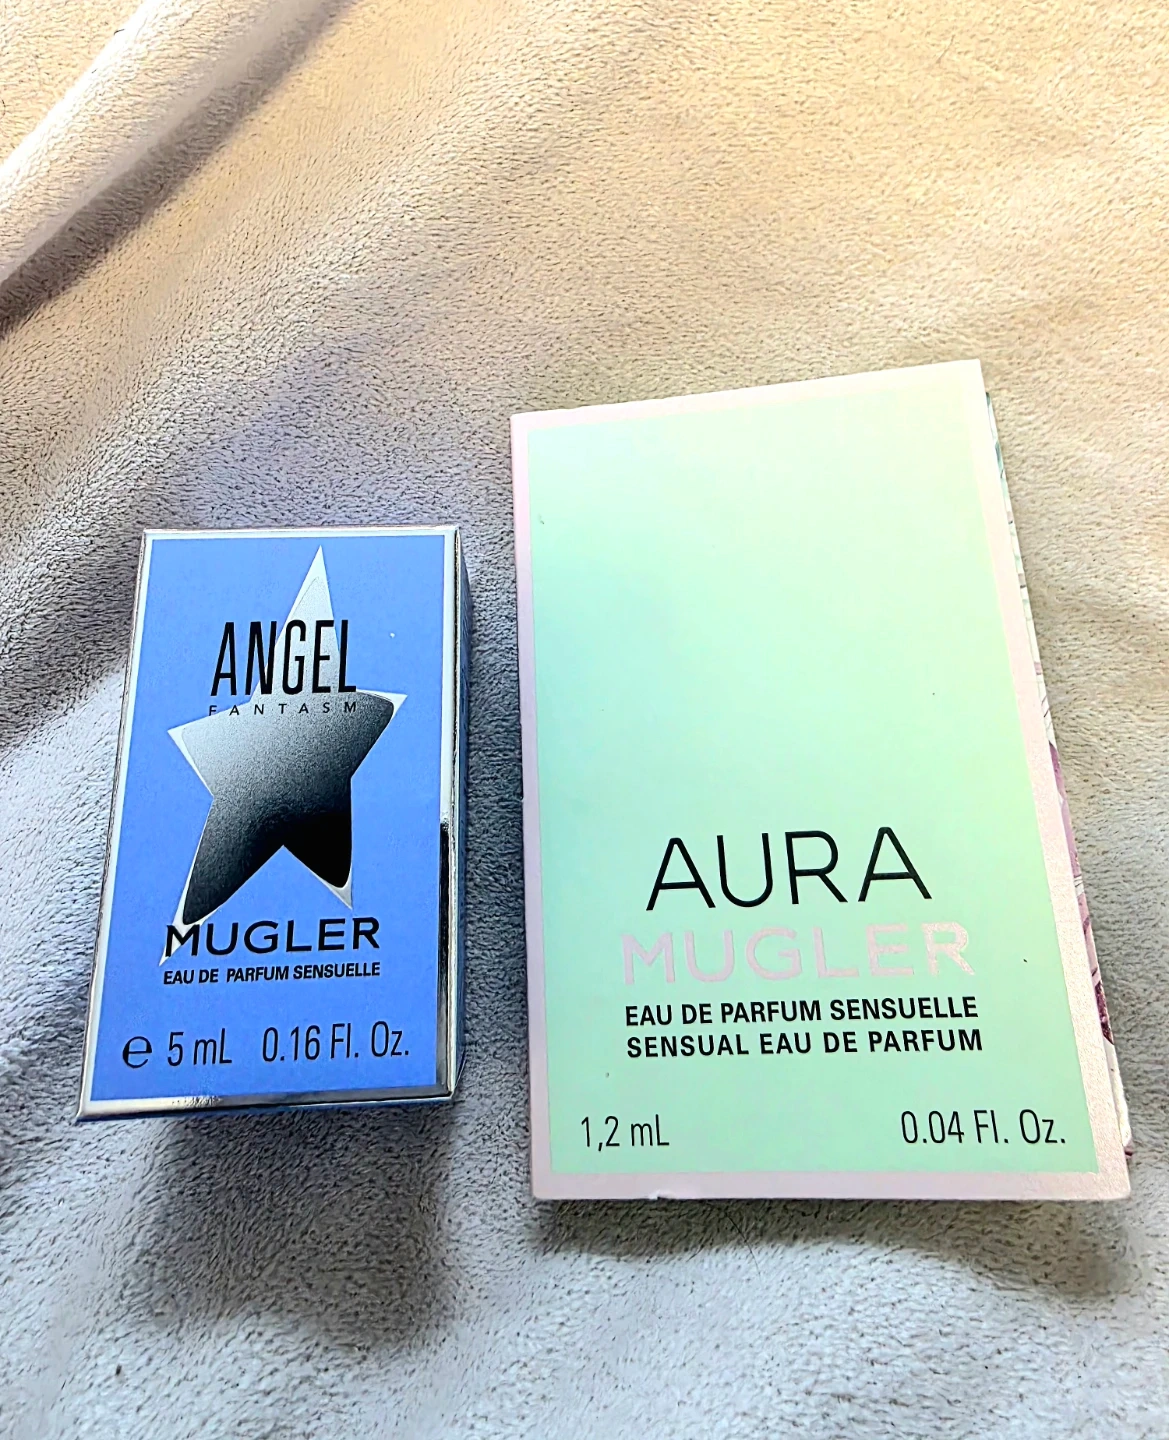 ANGEL
FANTASM
MUGLER
EAU DE PARFUM SENSUELLE
℮ 5 mL 0.16 Fl. Oz.
AURA
MUGLER
EAU DE PARFUM SENSUELLE
SENSUAL EAU DE PARFUM
1,2 mL 0.04 Fl. Oz.